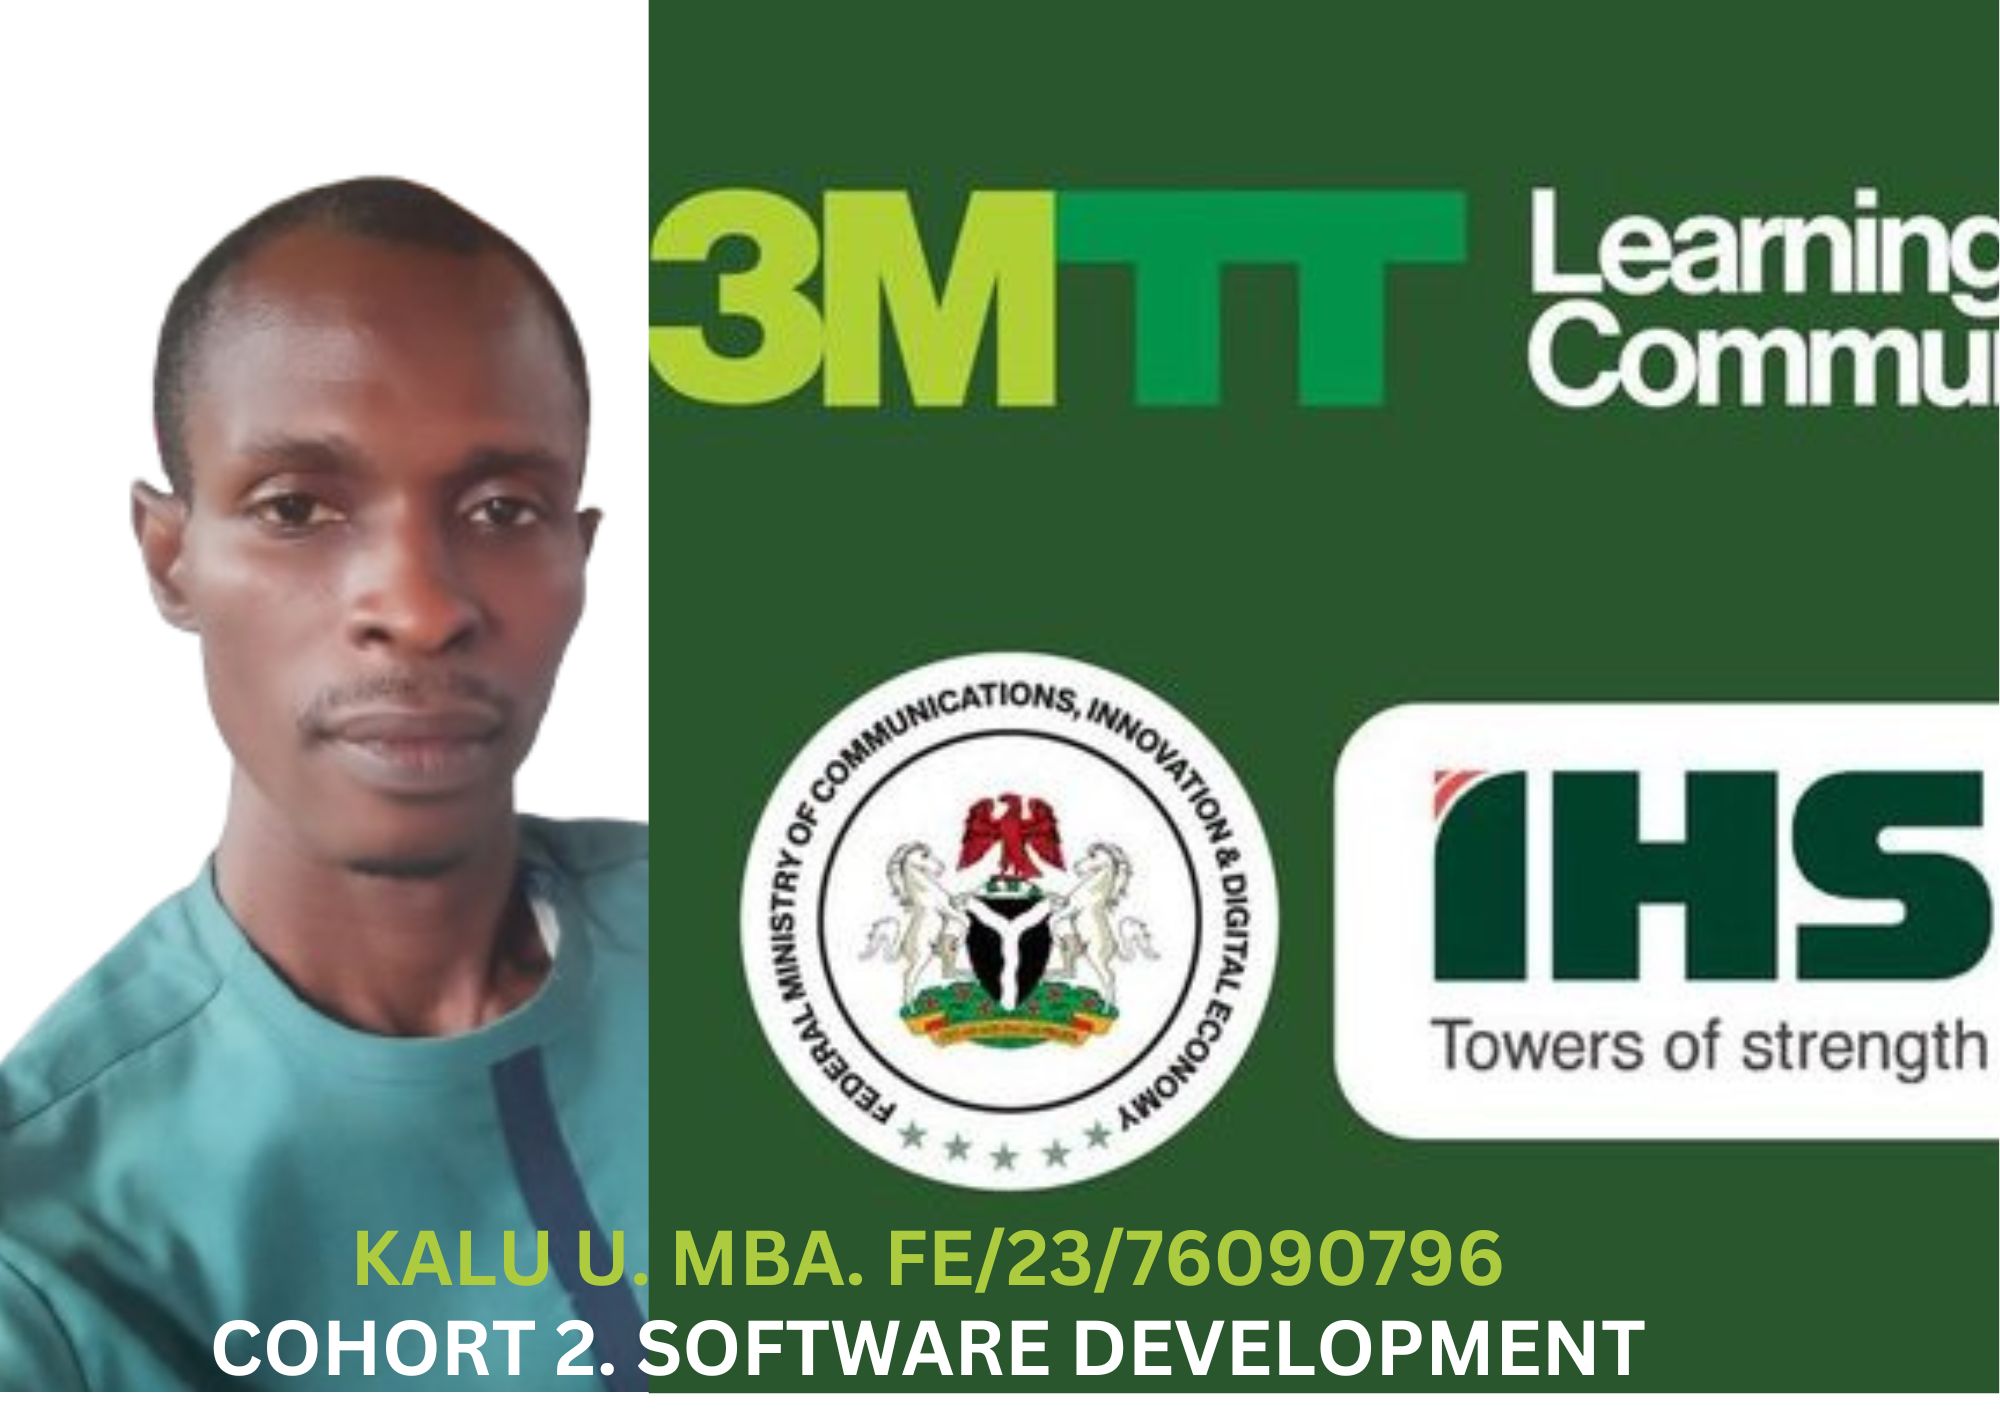 3MTT
Learning
Commu
FEDERAL MINISTRY OF COMMUNICATIONS, INNOVATION & DIGITAL ECONOMY
IHS
Towers of strength
KALU U. MBA. FE/23/76090796
COHORT 2. SOFTWARE DEVELOPMENT